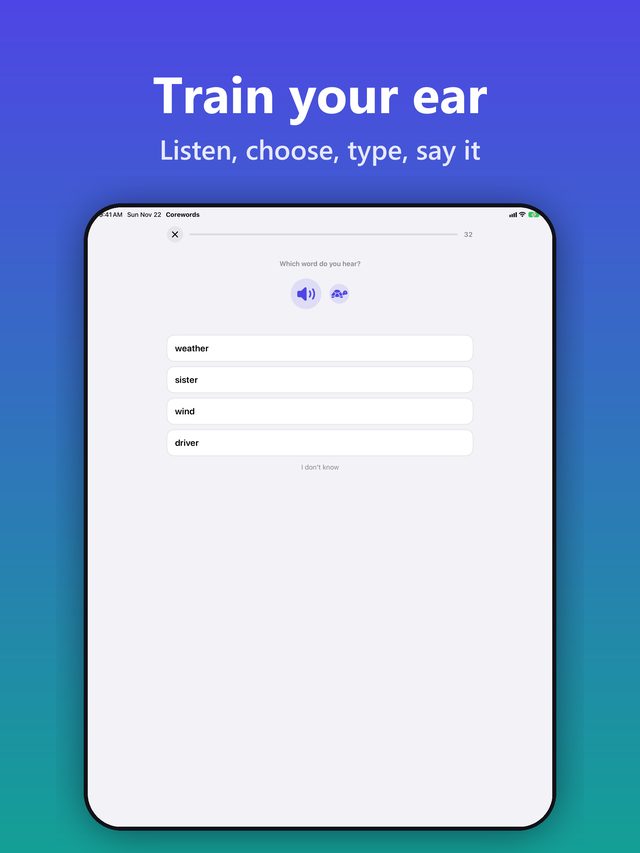 Train your ear
Listen, choose, type, say it
9:41 AM Sun Nov 22 Corewords
32
Which word do you hear?
weather
sister
wind
driver
I don't know